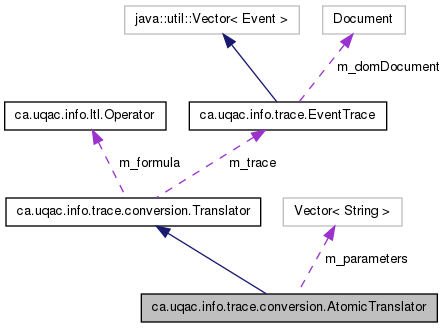 java::util::Vector< Event >
Document
m_domDocument
ca.uqac.info.ltl.Operator
ca.uqac.info.trace.EventTrace
m_formula
m_trace
ca.uqac.info.trace.conversion.Translator
Vector< String >
m_parameters
ca.uqac.info.trace.conversion.AtomicTranslator